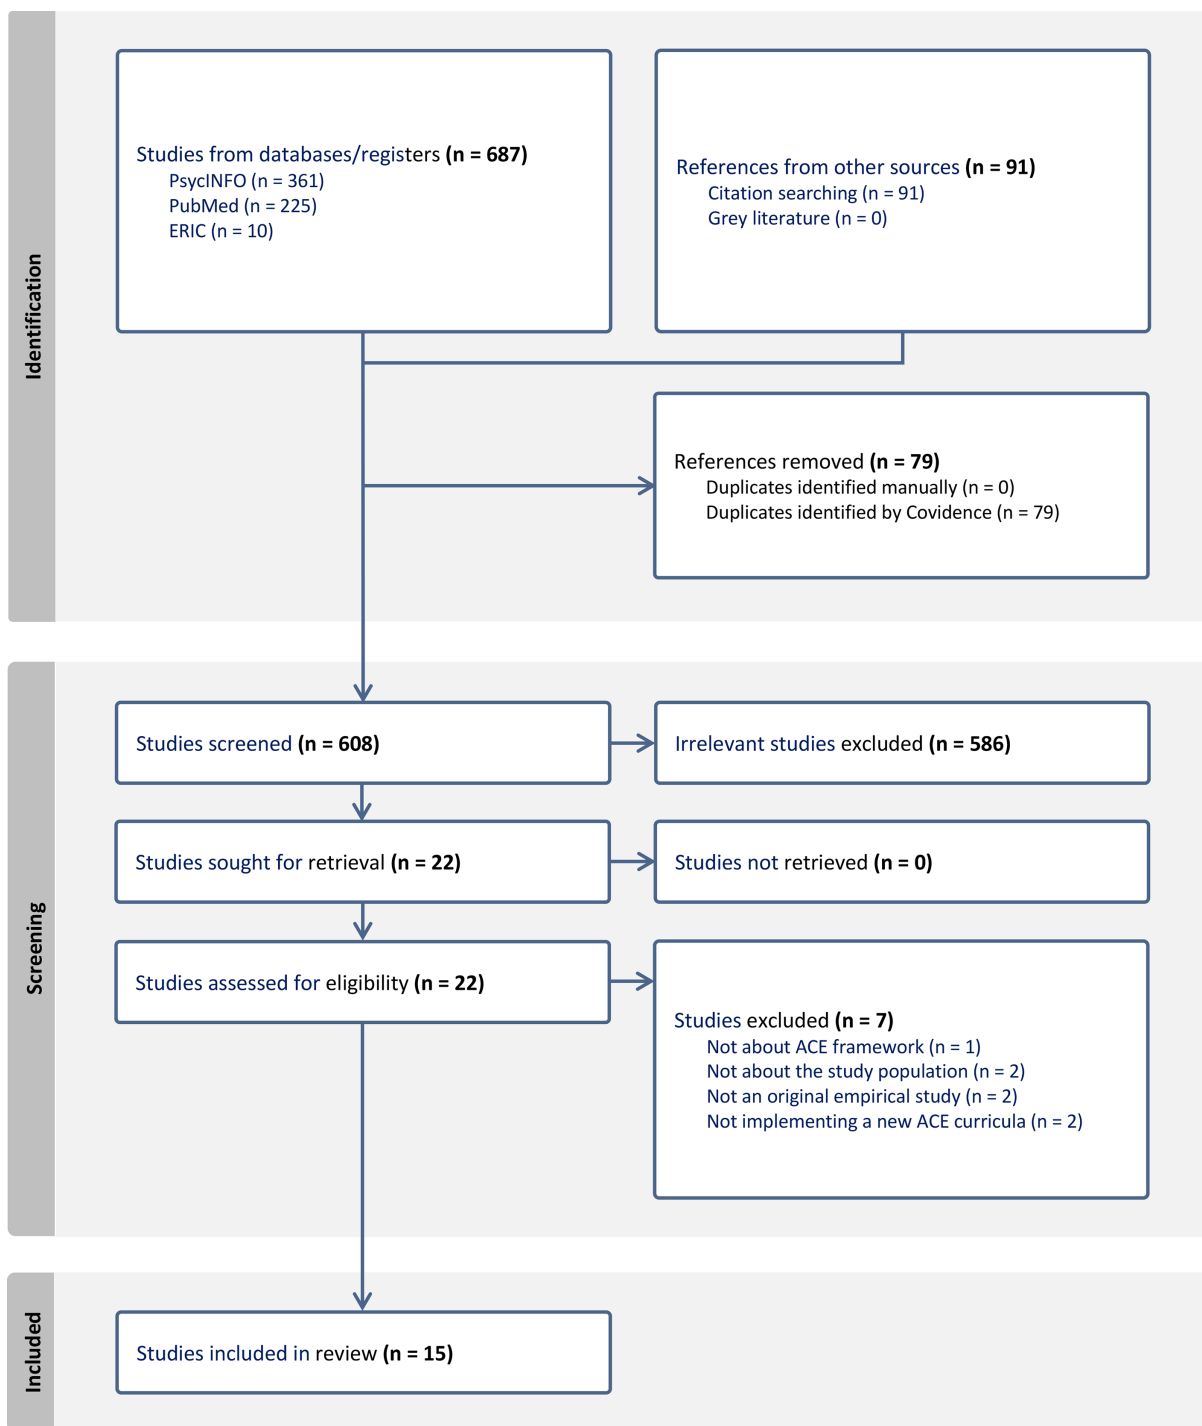 Identification
Studies from databases/registers (n = 687)
PsycINFO (n = 361)
PubMed (n = 225)
ERIC (n = 10)
References from other sources (n = 91)
Citation searching (n = 91)
Grey literature (n = 0)
References removed (n = 79)
Duplicates identified manually (n = 0)
Duplicates identified by Covidence (n = 79)
Screening
Studies screened (n = 608)
Irrelevant studies excluded (n = 586)
Studies sought for retrieval (n = 22)
Studies not retrieved (n = 0)
Studies assessed for eligibility (n = 22)
Studies excluded (n = 7)
Not about ACE framework (n = 1)
Not about the study population (n = 2)
Not an original empirical study (n = 2)
Not implementing a new ACE curricula (n = 2)
Included
Studies included in review (n = 15)